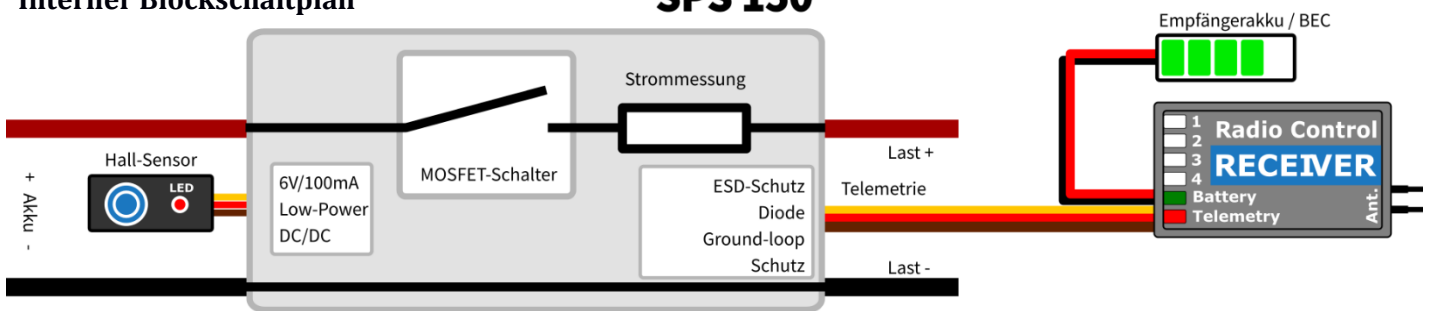 Interner Blockschaltplan
SPS 150
Empfängerakku / BEC
Strommessung
MOSFET-Schalter
Hall-Sensor
LED
+ Akku -
6V/100mA
Low-Power
DC/DC
ESD-Schutz
Diode
Ground-loop
Schutz
Last +
Telemetrie
Last -
1
2
3
4
Radio Control
RECEIVER
Battery
Telemetry
Ant.